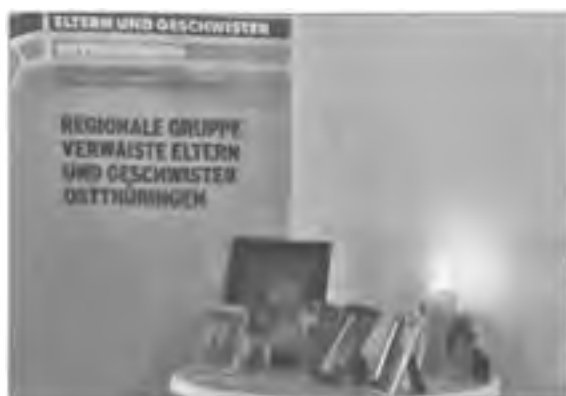 ELTERN UND GESCHWISTER
REGIONALE GRUPPE
VERWAISTE ELTERN
UND GESCHWISTER
OSTTHÜRINGEN